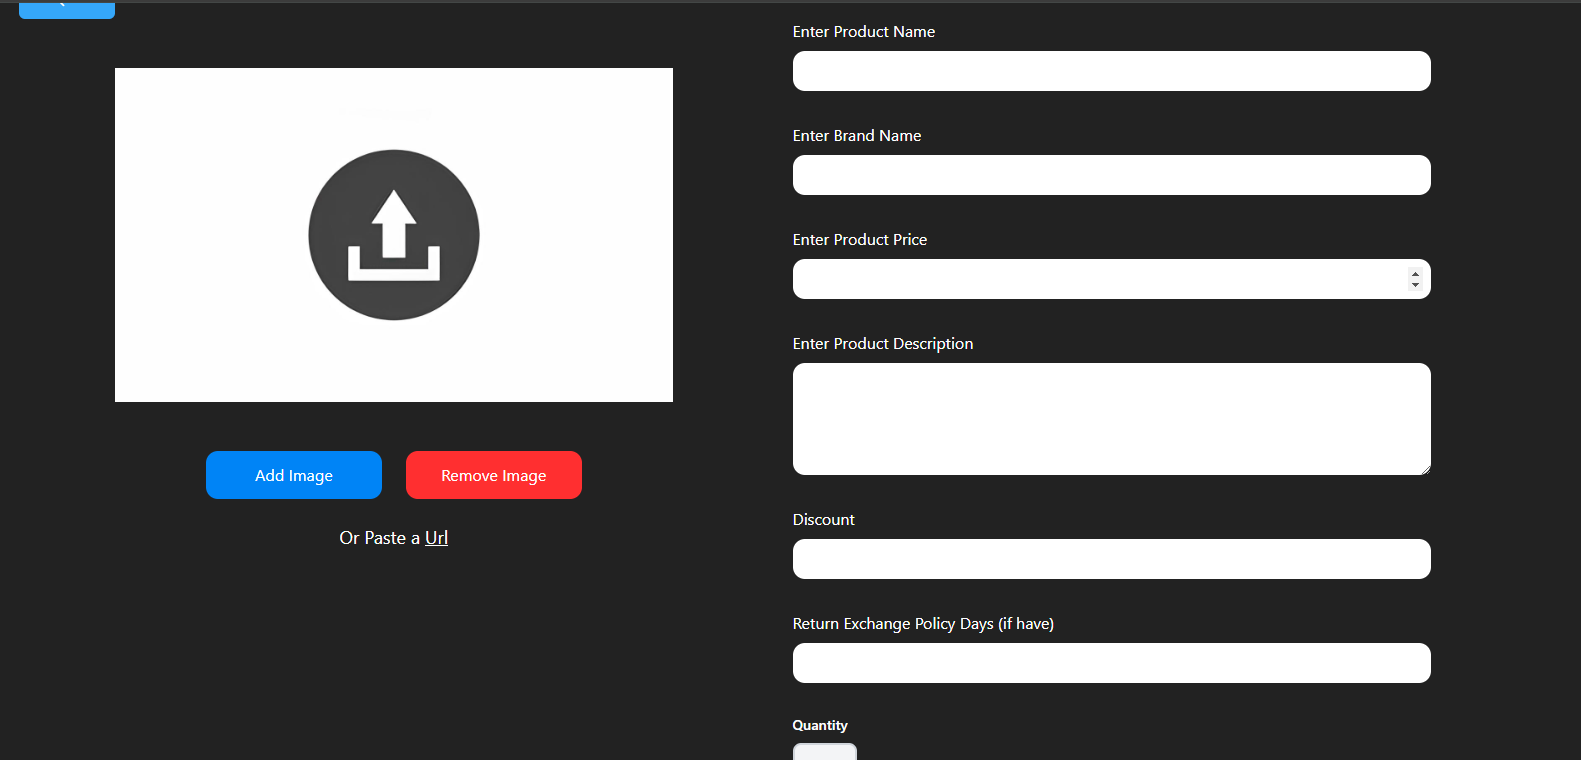 Enter Product Name
Enter Brand Name
Enter Product Price
Enter Product Description
Add Image
Remove Image
Or Paste a Url
Discount
Return Exchange Policy Days (if have)
Quantity